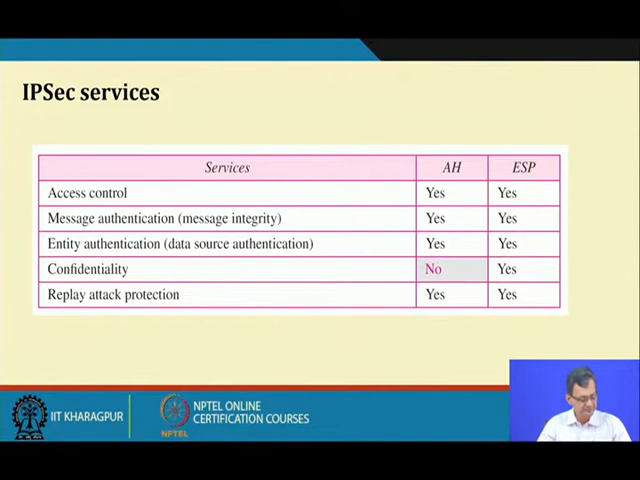 IPSec services
Services AH ESP
Access control Yes Yes
Message authentication (message integrity) Yes Yes
Entity authentication (data source authentication) Yes Yes
Confidentiality No Yes
Replay attack protection Yes Yes
IIT KHARAGPUR
NPTEL
NPTEL ONLINE
CERTIFICATION COURSES